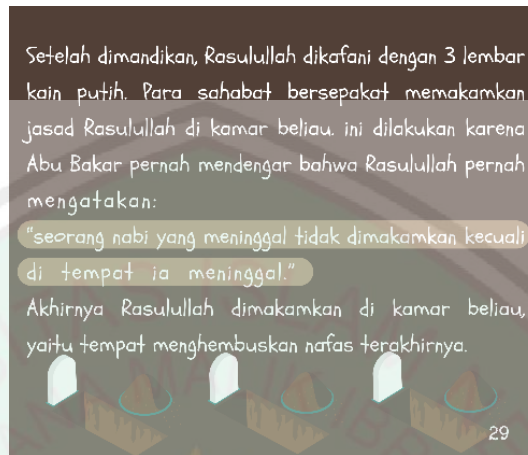 Setelah dimandikan, Rasulullah dikafani dengan 3 lembar
kain putih. Para sahabat bersepakat memakamkan
jasad Rasulullah di kamar beliau. ini dilakukan karena
Abu Bakar pernah mendengar bahwa Rasulullah pernah
mengatakan:
"seorang nabi yang meninggal tidak dimakamkan kecuali
di tempat ia meninggal."
Akhirnya Rasulullah dimakamkan di kamar beliau,
yaitu tempat menghembuskan nafas terakhirnya.
29